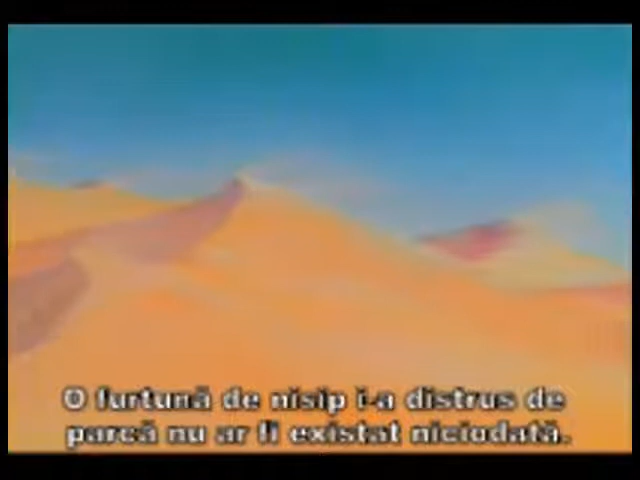 O furtună de nisip i-a distrus de
parcă nu ar fi existat niciodată.